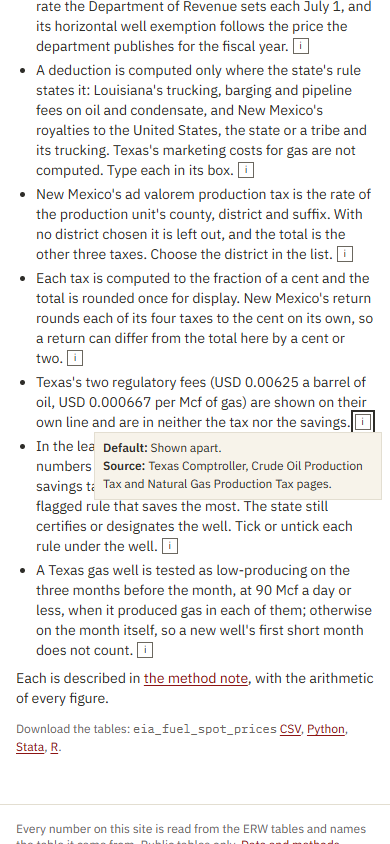 rate the Department of Revenue sets each July 1, and
its horizontal well exemption follows the price the
department publishes for the fiscal year. i
• A deduction is computed only where the state's rule
states it: Louisiana's trucking, barging and pipeline
fees on oil and condensate, and New Mexico's
royalties to the United States, the state or a tribe and
its trucking. Texas's marketing costs for gas are not
computed. Type each in its box. i
• New Mexico's ad valorem production tax is the rate of
the production unit's county, district and suffix. With
no district chosen it is left out, and the total is the
other three taxes. Choose the district in the list. i
• Each tax is computed to the fraction of a cent and the
total is rounded once for display. New Mexico's return
rounds each of its four taxes to the cent on its own, so
a return can differ from the total here by a cent or
two. i
• Texas's two regulatory fees (USD 0.00625 a barrel of
oil, USD 0.000667 per Mcf of gas) are shown on their
own line and are in neither the tax nor the savings. i
Default: Shown apart.
Source: Texas Comptroller, Crude Oil Production
Tax and Natural Gas Production Tax pages.
• In the lea
numbers
savings ta
flagged rule that saves the most. The state still
certifies or designates the well. Tick or untick each
rule under the well. i
• A Texas gas well is tested as low-producing on the
three months before the month, at 90 Mcf a day or
less, when it produced gas in each of them; otherwise
on the month itself, so a new well's first short month
does not count. i
Each is described in the method note, with the arithmetic
of every figure.
Download the tables: eia_fuel_spot_prices CSV, Python,
Stata, R.
Every number on this site is read from the ERW tables and names
the table it came from. Public tables only. Data and methods